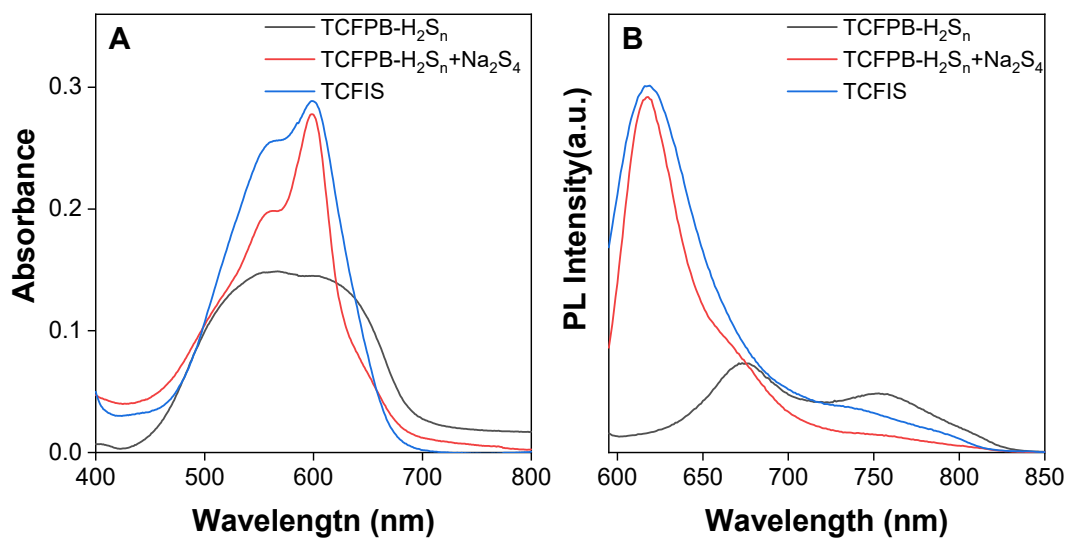 A
TCFPB-H₂Sₙ
TCFPB-H₂Sₙ+Na₂S₄
TCFIS
0.3
0.2
0.1
0.0
Absorbance
400 500 600 700 800
Wavelengtn (nm)
B
TCFPB-H₂Sₙ
TCFPB-H₂Sₙ+Na₂S₄
TCFIS
PL Intensity(a.u.)
600 650 700 750 800 850
Wavelength (nm)